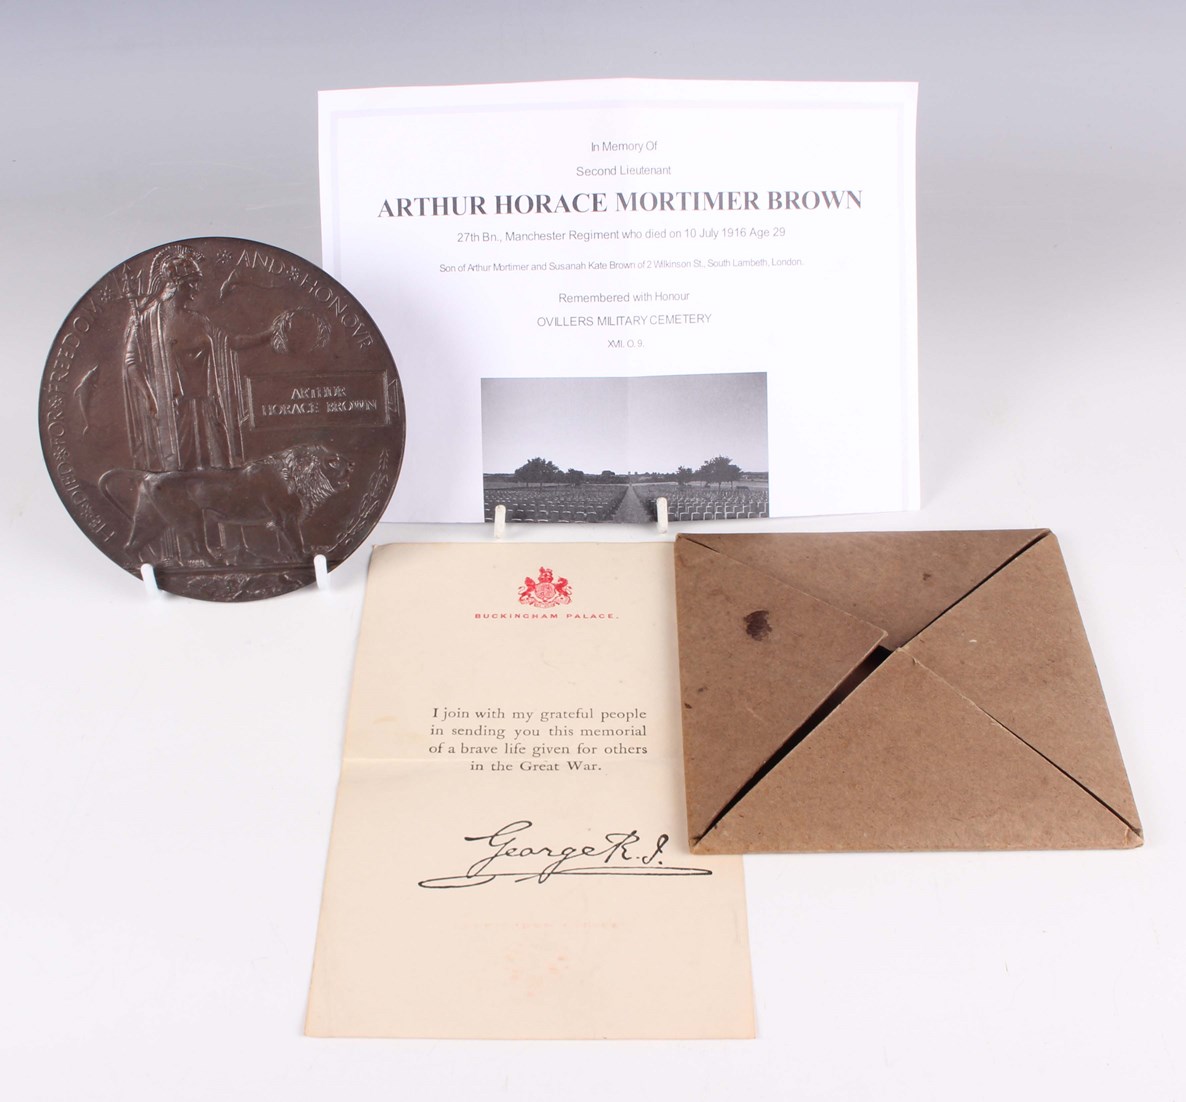 HE DIED FOR FREEDOM AND HONOVR
ARTHUR
HORACE BROWN
In Memory Of
Second Lieutenant
ARTHUR HORACE MORTIMER BROWN
27th Bn., Manchester Regiment who died on 10 July 1916 Age 29
Son of Arthur Mortimer and Susanah Kate Brown of 2 Wilkinson St., South Lambeth, London.
Remembered with Honour
OVILLERS MILITARY CEMETERY
XVII. O. 9.
BUCKINGHAM PALACE.
I join with my grateful people
in sending you this memorial
of a brave life given for others
in the Great War.
George R.I.